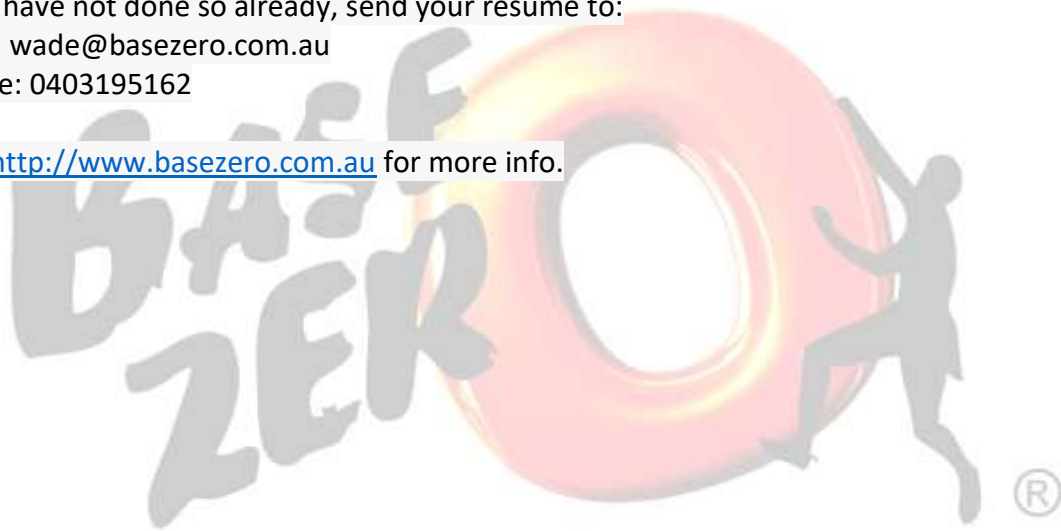 have not done so already, send your resume to:
wade@basezero.com.au
e: 0403195162
http://www.basezero.com.au for more info.
BASE
ZERO
®